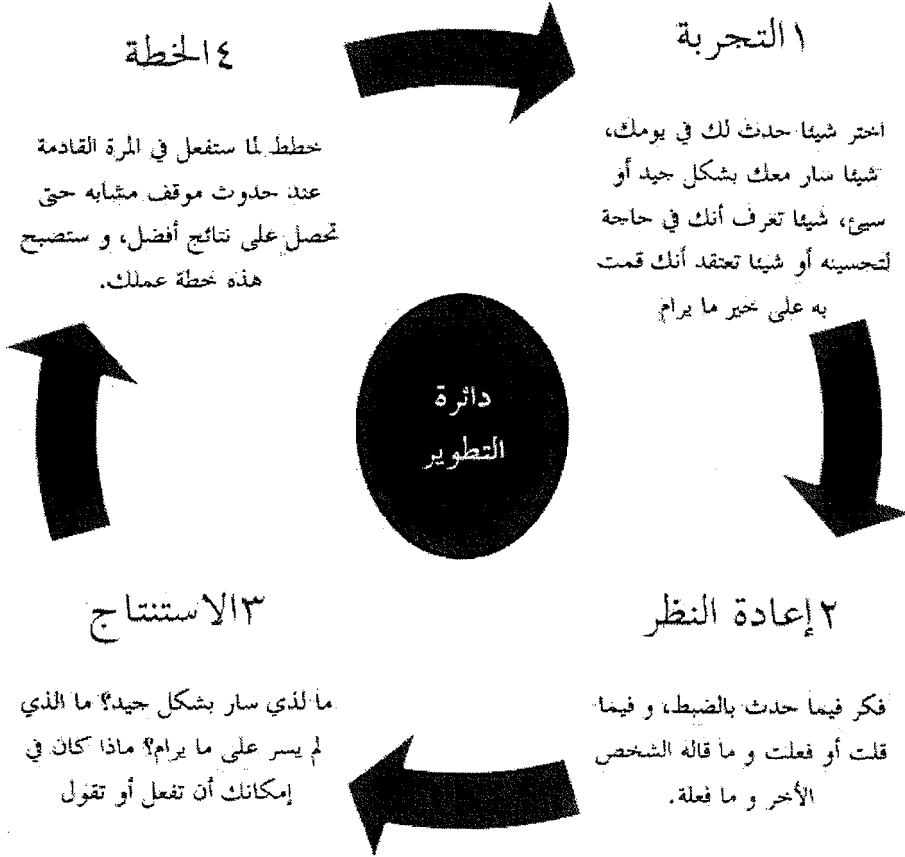 ١ التجربة
اختر شيئا حدث لك في يومك،
شيئا سار معك بشكل جيد أو
سيئ، شيئا تعرف أنك في حاجة
لتحسينه أو شيئا تعتقد أنك قمت
به على خير ما يرام
٢ إعادة النظر
فكر فيما حدث بالضبط، و فيما
قلت أو فعلت و ما قاله الشخص
الأخر و ما فعلة.
٣ الاستنتاج
ما لذي سار بشكل جيد؟ ما الذي
لم يسر على ما يرام؟ ماذا كان في
إمكانك أن تفعل أو تقول
٤ الخطة
خطط لما ستفعل في المرة القادمة
عند حدوث موقف مشابه حتى
تحصل على نتائج أفضل، و ستصبح
هذه خطة عملك.
دائرة
التطوير